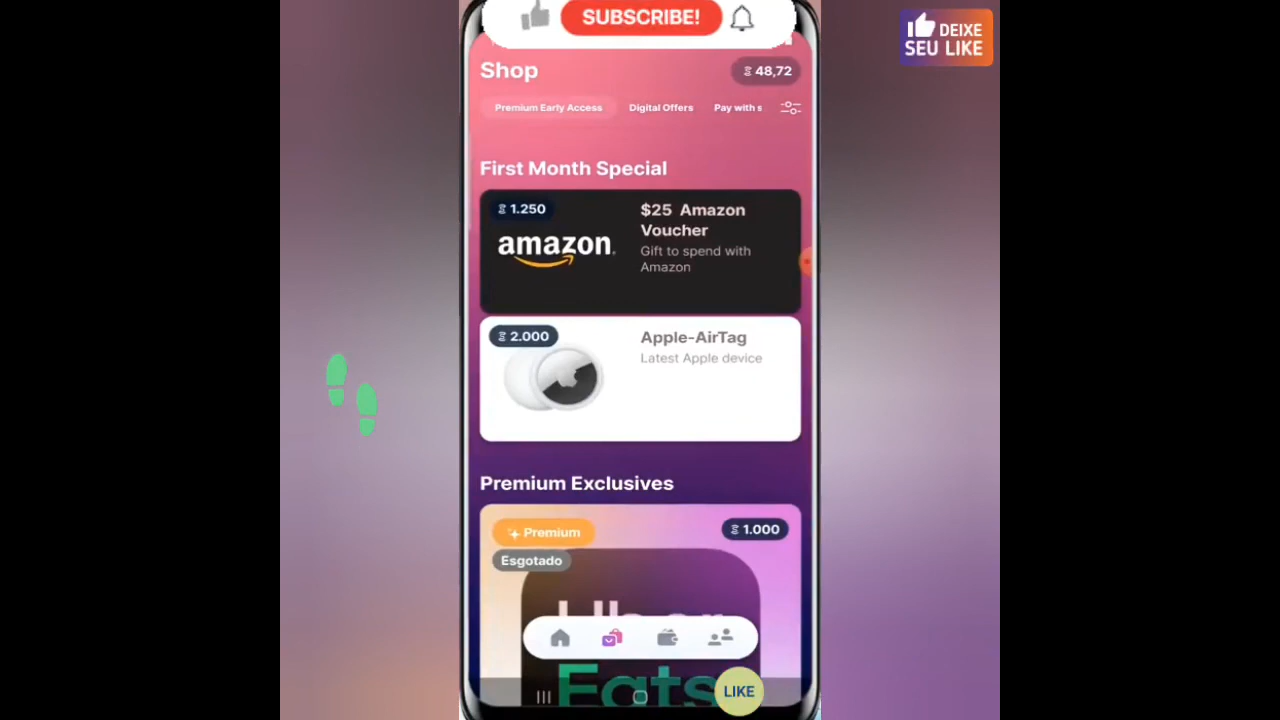 SUBSCRIBE!
DEIXE
SEU LIKE
Shop
48,72
Premium Early Access
Digital Offers
Pay with s
First Month Special
1.250
amazon
$25 Amazon
Voucher
Gift to spend with
Amazon
2.000
Apple-AirTag
Latest Apple device
Premium Exclusives
Premium
1.000
Esgotado
Uber
Eats
LIKE